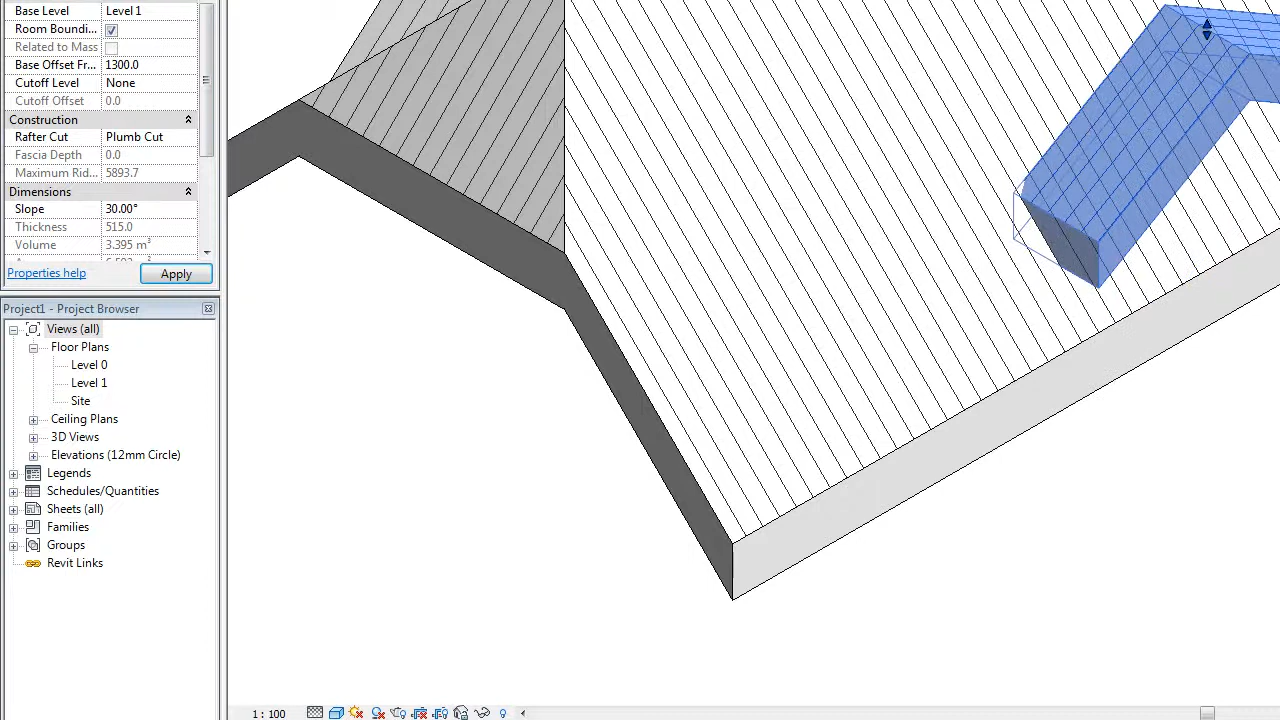 Base Level Level 1
Room Boundi...
Related to Mass
Base Offset Fr... 1300.0
Cutoff Level None
Cutoff Offset 0.0
Construction
Rafter Cut Plumb Cut
Fascia Depth 0.0
Maximum Rid... 5893.7
Dimensions
Slope 30.00°
Thickness 515.0
Volume 3.395 m³
Properties help Apply
Project1 - Project Browser
Views (all)
Floor Plans
Level 0
Level 1
Site
Ceiling Plans
3D Views
Elevations (12mm Circle)
Legends
Schedules/Quantities
Sheets (all)
Families
Groups
Revit Links
1 : 100